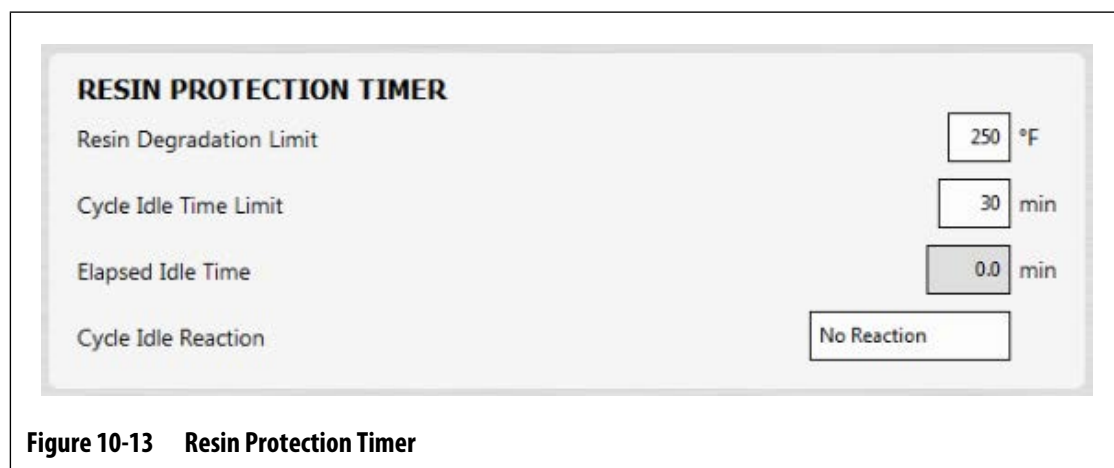 RESIN PROTECTION TIMER
Resin Degradation Limit 250 °F
Cycle Idle Time Limit 30 min
Elapsed Idle Time 0.0 min
Cycle Idle Reaction No Reaction
Figure 10-13 Resin Protection Timer